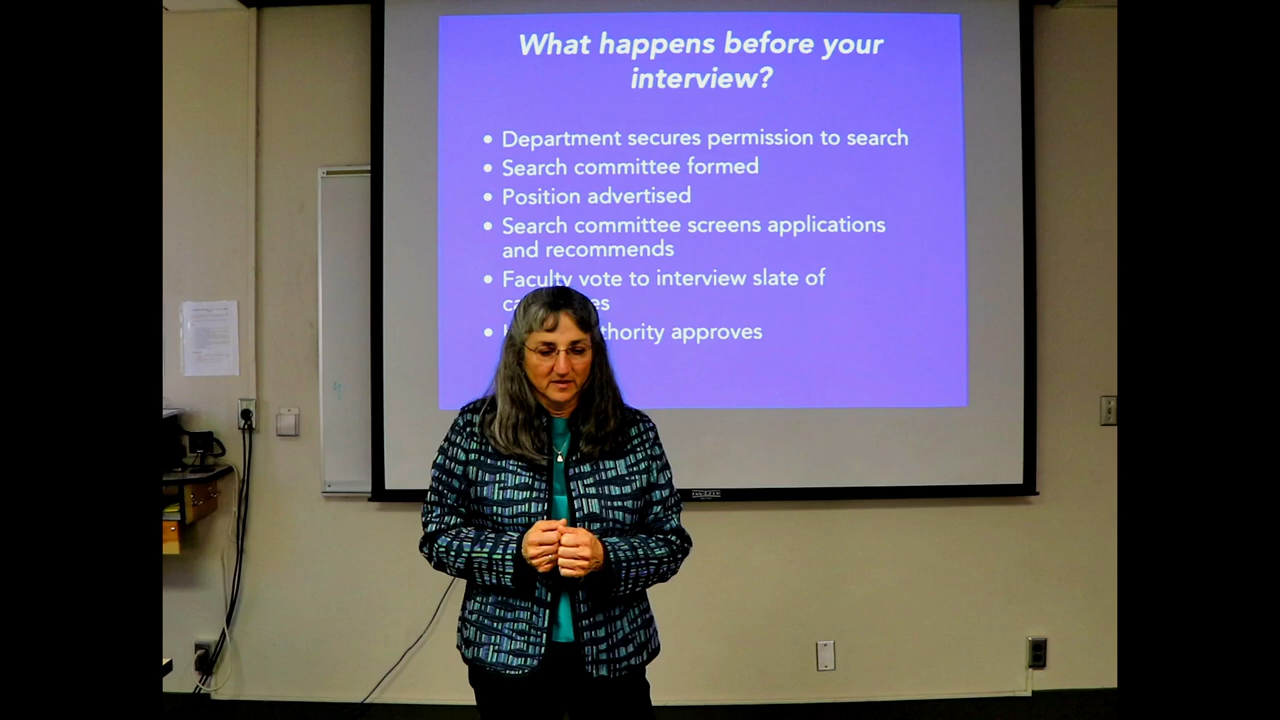 What happens before your
interview?
• Department secures permission to search
• Search committee formed
• Position advertised
• Search committee screens applications
and recommends
• Faculty vote to interview slate of
• approves